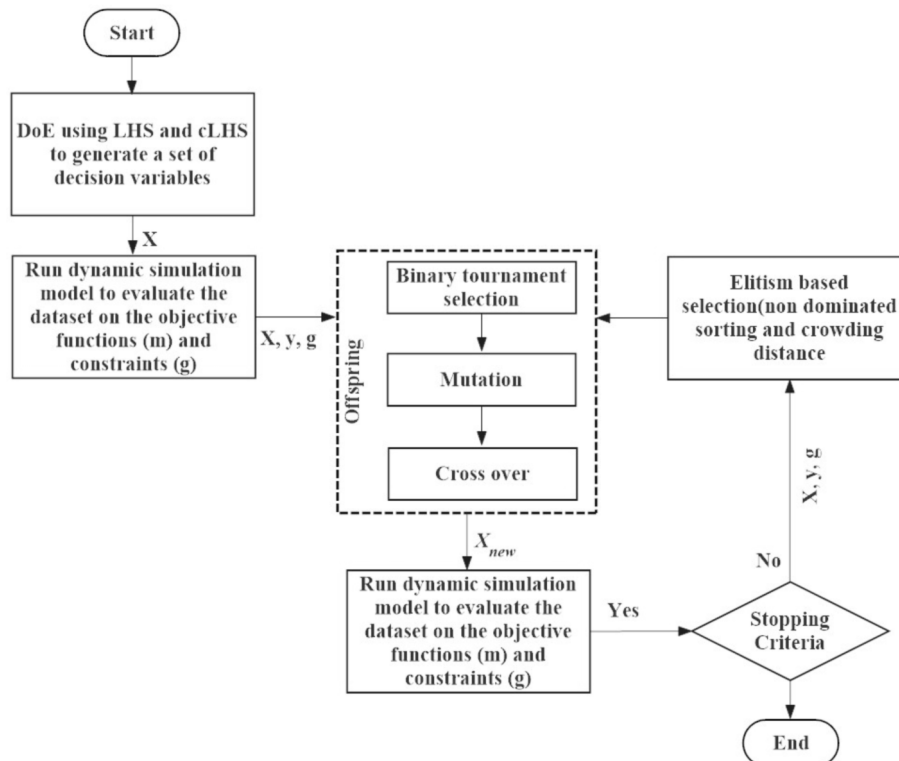 Start
DoE using LHS and cLHS
to generate a set of
decision variables
X
Run dynamic simulation
model to evaluate the
dataset on the objective
functions (m) and
constraints (g)
X, y, g
Offspring
Binary tournament
selection
Mutation
Cross over
Xnew
Run dynamic simulation
model to evaluate the
dataset on the objective
functions (m) and
constraints (g)
Yes
Stopping
Criteria
No
X, y, g
Elitism based
selection(non dominated
sorting and crowding
distance
End